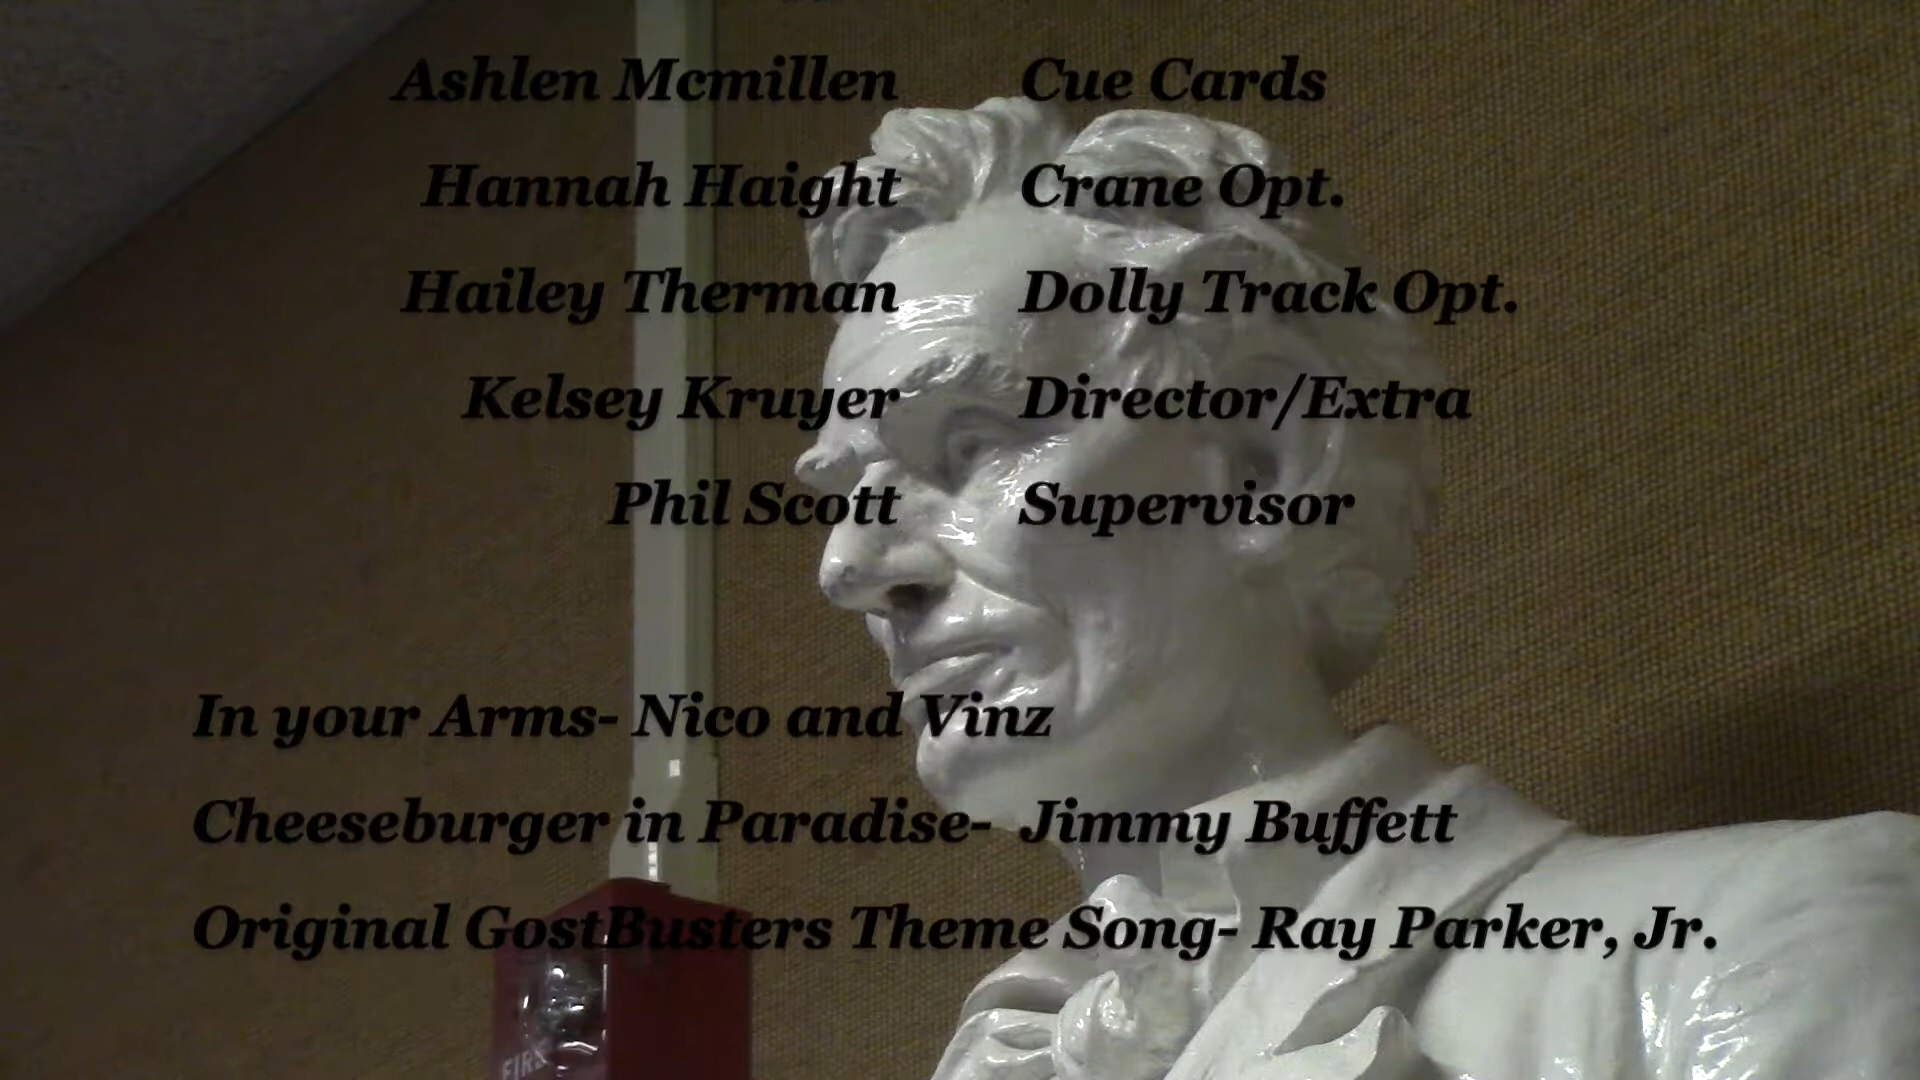 Ashlen Mcmillen Cue Cards
Hannah Haight Crane Opt.
Hailey Therman Dolly Track Opt.
Kelsey Kruyer Director/Extra
Phil Scott Supervisor
In your Arms- Nico and Vinz
Cheeseburger in Paradise- Jimmy Buffett
Original GostBusters Theme Song- Ray Parker, Jr.
FIRE